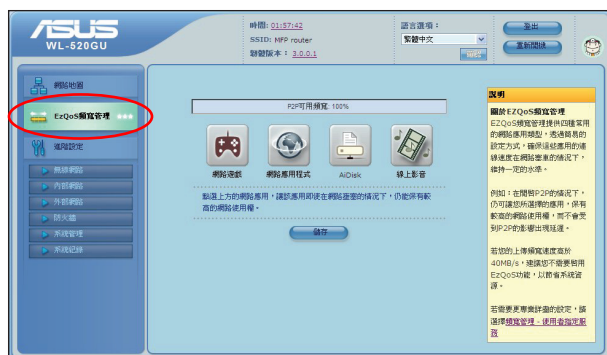 ASUS
WL-520GU
時間: 01:57:42
SSID: MFP router
韌體版本: 3.0.0.1
語言選項:
繁體中文
登出
重新開機
網路地圖
EzQoS頻寬管理
進階設定
無線網路
內部網路
外部網路
防火牆
系統管理
系統記錄
P2P可用頻寬: 100%
網路遊戲
網路應用程式
AiDisk
線上影音
點選上方的網路應用,讓該應用即使在網路壅塞的情況下,仍能保有較
高的網路使用權。
儲存
說明
關於EZQOS頻寬管理
EZQOS頻寬管理提供四種常用
的網路應用類型,透過簡易的
設定方式,確保這些應用的連
線速度在網路壅塞的情況下,
維持一定的水準。
例如:在開啟P2P的情況下,
仍可讓您所選擇的應用,保有
較高的網路使用權,而不會受
到P2P的影響出現延遲。
若您的上傳頻寬速度高於
40MB/s,建議您不需要啟用
EzQoS功能,以節省系統資
源。
若需要更專業詳盡的設定,請
選擇頻寬管理 - 使用者指定服
務